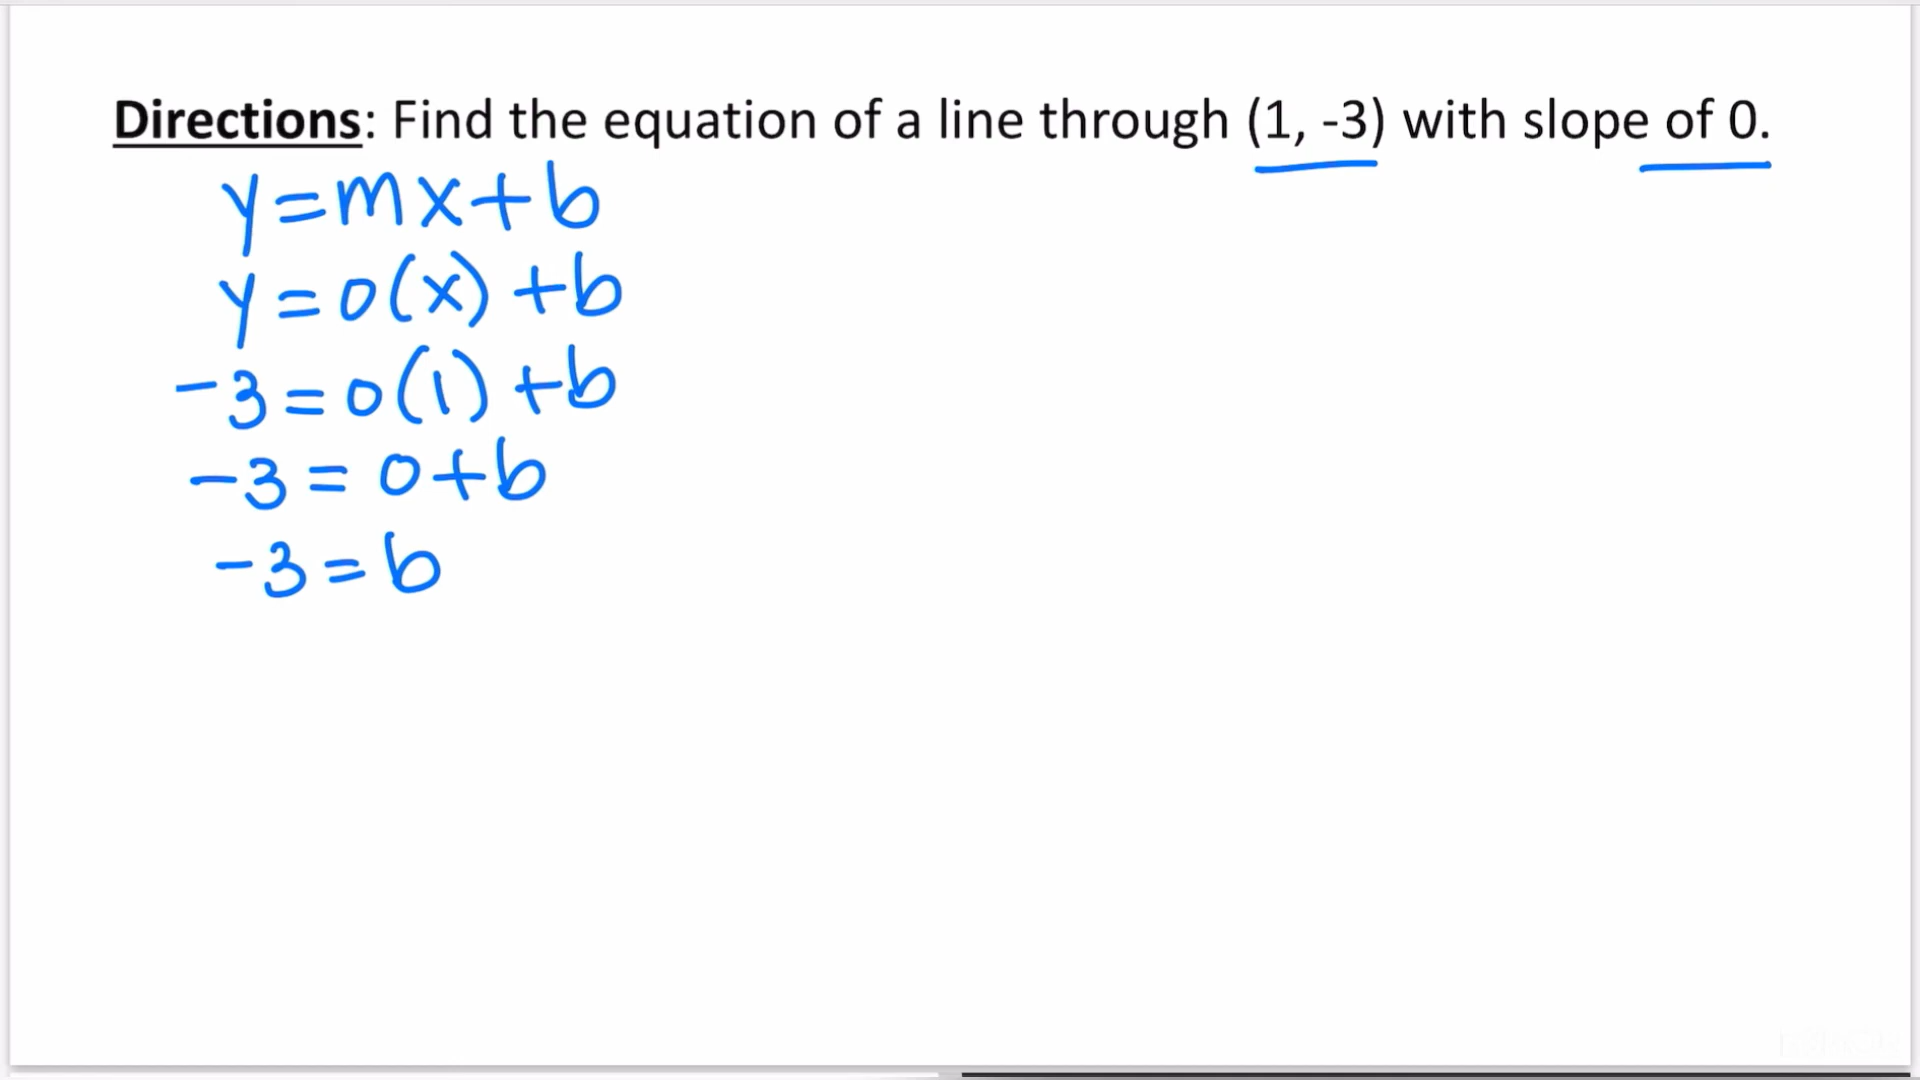 Directions: Find the equation of a line through (1, -3) with slope of 0.
y=mx+b
y=0(x)+b
-3=0(1)+b
-3=0+b
-3=b